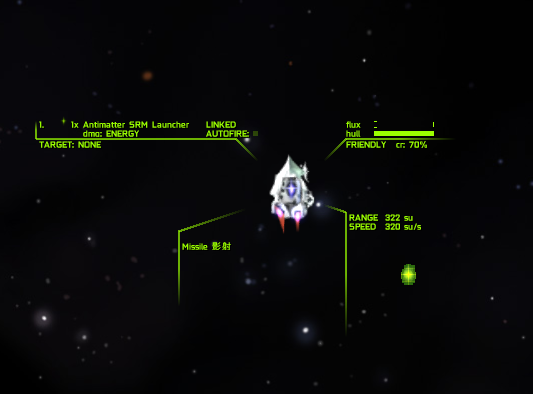 1. 1x Antimatter SRM Launcher LINKED
dmg: ENERGY AUTOFIRE:
TARGET: NONE
flux
hull
FRIENDLY cr: 70%
RANGE 322 su
SPEED 320 su/s
Missile 影射